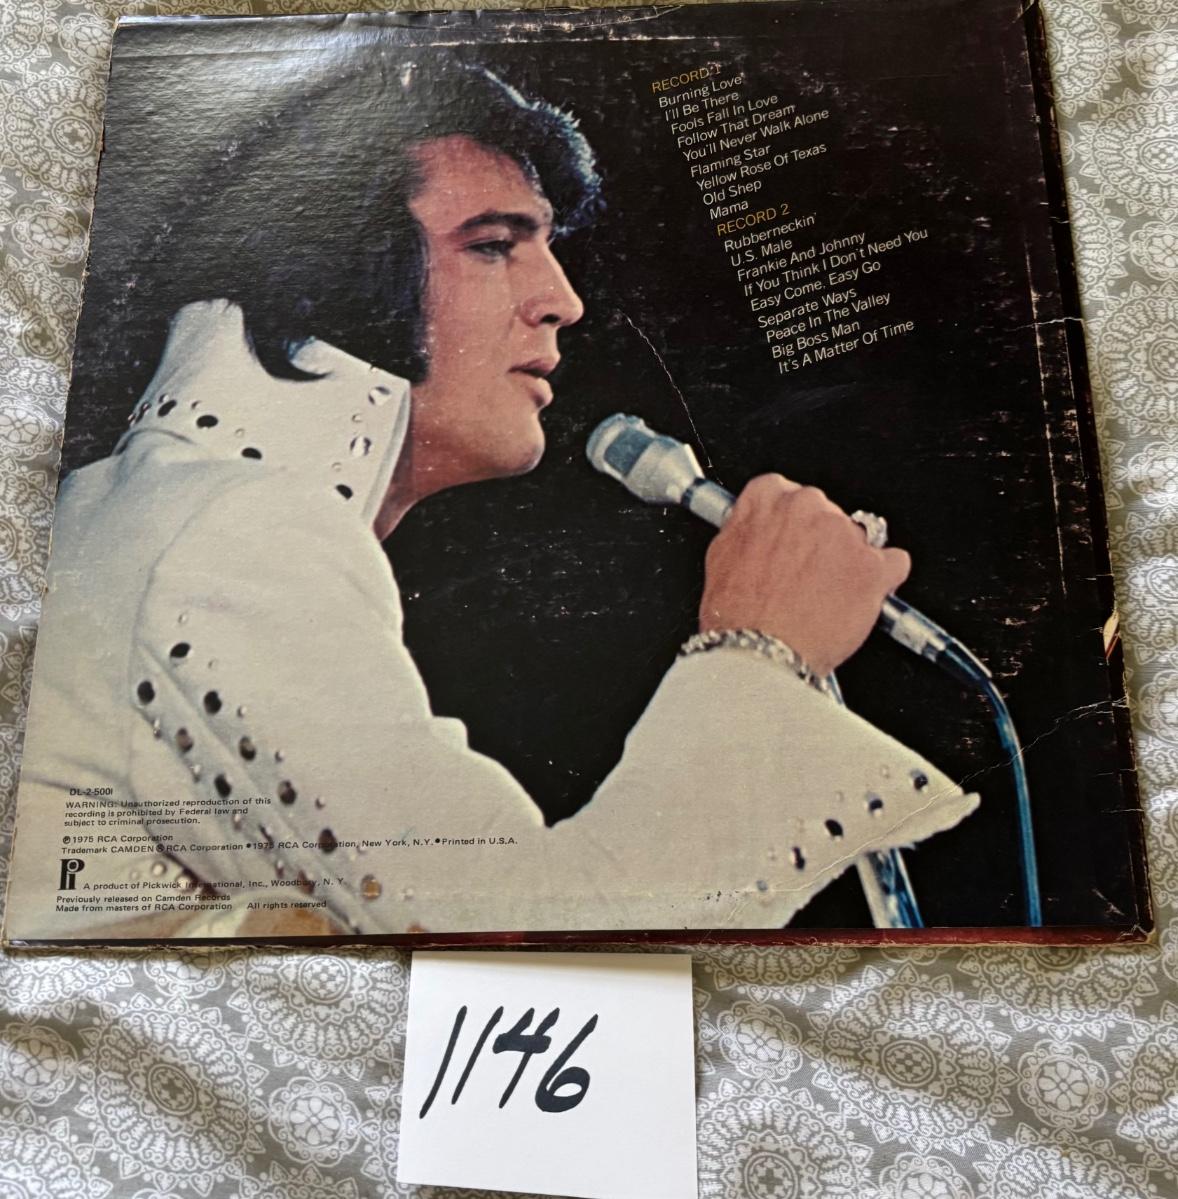 RECORD 1
Burning Love
I'll Be There
Fools Fall In Love
Follow That Dream
You'll Never Walk Alone
Flaming Star
Yellow Rose Of Texas
Old Shep
Mama
RECORD 2
Rubberneckin'
U.S. Male
Frankie And Johnny
If You Think I Don't Need You
Easy Come, Easy Go
Separate Ways
Peace In The Valley
Big Boss Man
It's A Matter Of Time
DL-2-5001
WARNING: Unauthorized reproduction of this
recording is prohibited by Federal law and
subject to criminal prosecution.
℗1975 RCA Corporation
Trademark CAMDEN ® RCA Corporation • 1975 RCA Corporation, New York, N.Y. • Printed in U.S.A.
Pi
A product of Pickwick International, Inc., Woodbury, N. Y.
Previously released on Camden Records
Made from masters of RCA Corporation All rights reserved
1146